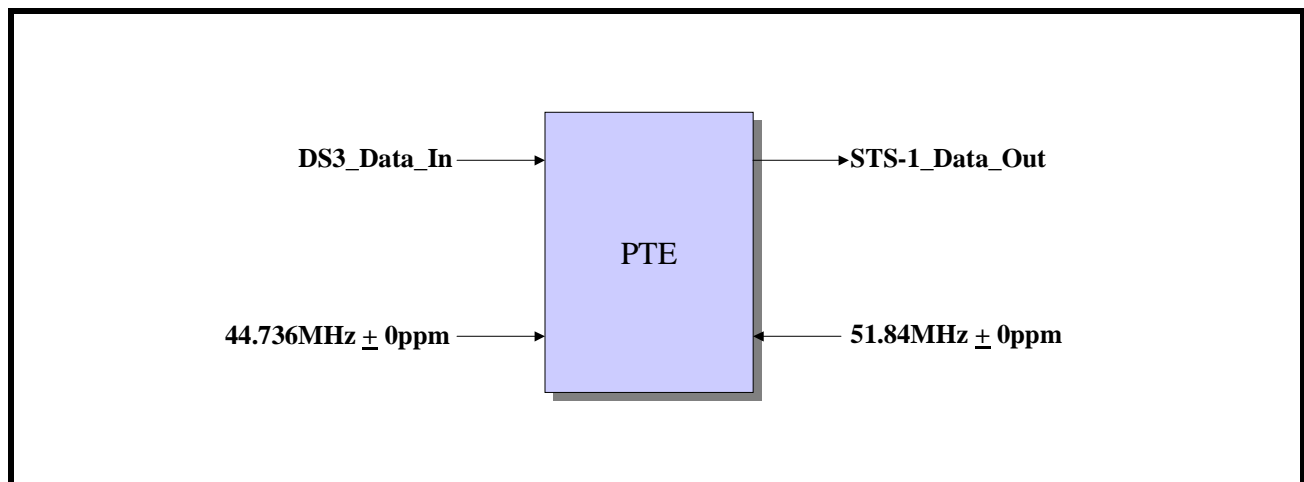 DS3_Data_In
STS-1_Data_Out
PTE
44.736MHz ± 0ppm
51.84MHz ± 0ppm